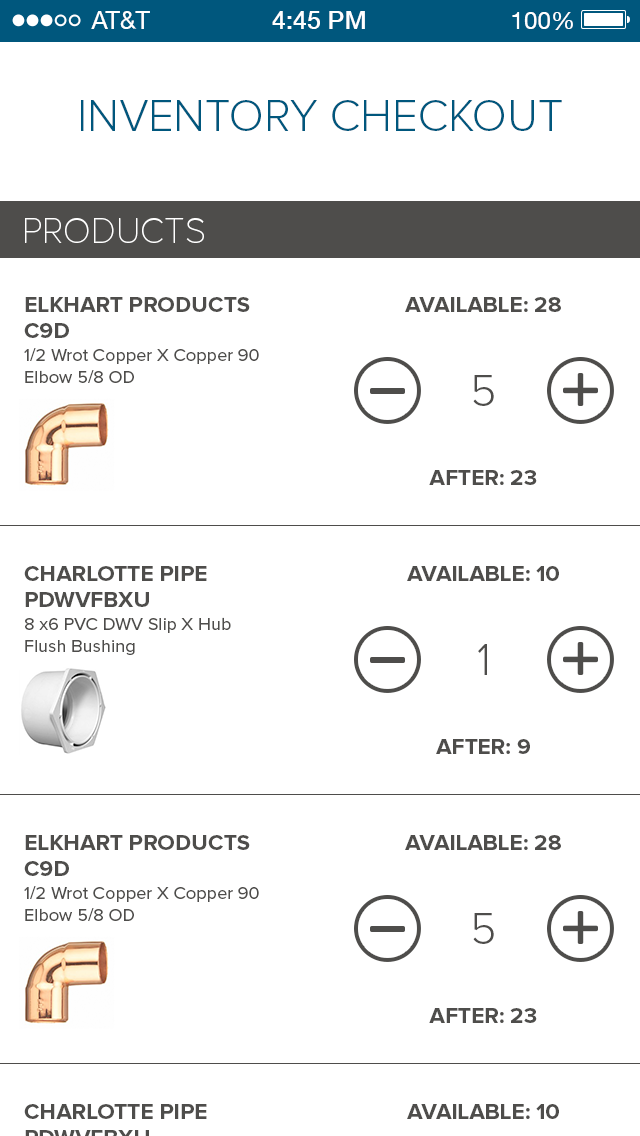 AT&T 4:45 PM 100%
INVENTORY CHECKOUT
PRODUCTS
ELKHART PRODUCTS
C9D
1/2 Wrot Copper X Copper 90
Elbow 5/8 OD
AVAILABLE: 28
5
AFTER: 23
CHARLOTTE PIPE
PDWVFBXU
8 x6 PVC DWV Slip X Hub
Flush Bushing
AVAILABLE: 10
1
AFTER: 9
ELKHART PRODUCTS
C9D
1/2 Wrot Copper X Copper 90
Elbow 5/8 OD
AVAILABLE: 28
5
AFTER: 23
CHARLOTTE PIPE
PDWVFBXU
AVAILABLE: 10